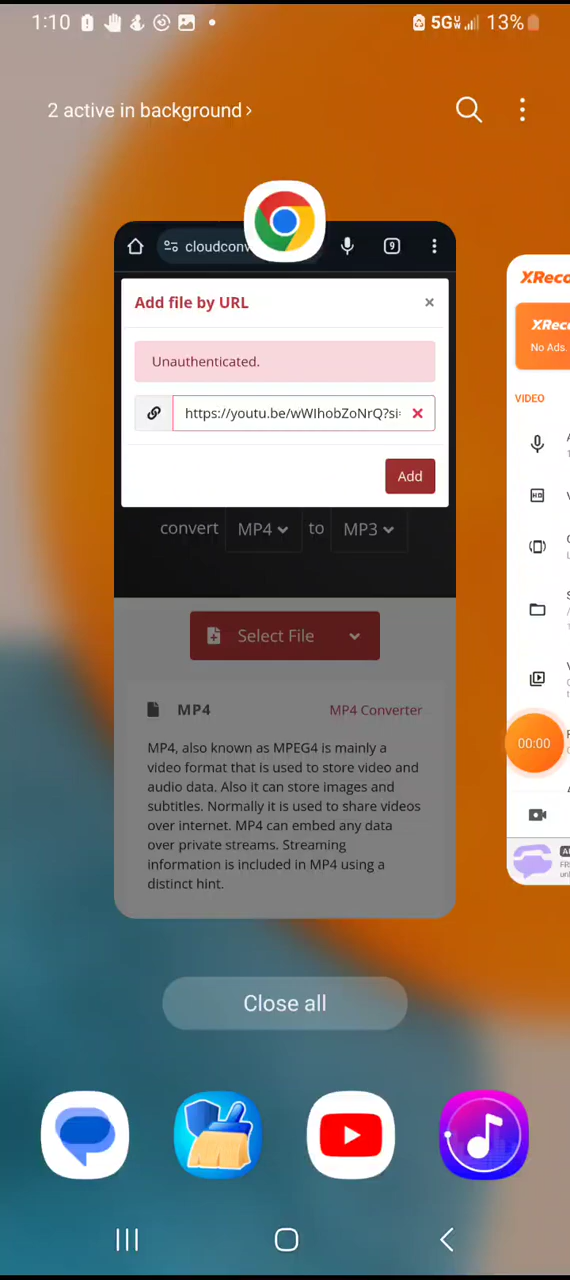 1:10 5G 13%
2 active in background ›
cloudconv
9
XReco
Add file by URL ×
XReco
No Ads.
Unauthenticated.
VIDEO
https://youtu.be/wWIhobZoNrQ?si=
Add
convert MP4 to MP3
Select File
MP4 MP4 Converter
MP4, also known as MPEG4 is mainly a
video format that is used to store video and
audio data. Also it can store images and
subtitles. Normally it is used to share videos
over internet. MP4 can embed any data
over private streams. Streaming
information is included in MP4 using a
distinct hint.
00:00
Close all